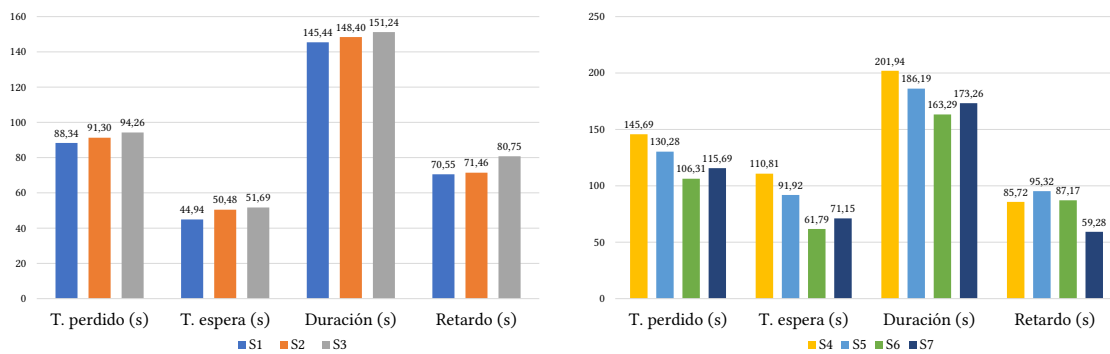 160
140
120
100
80
60
40
20
0
88,34 91,30 94,26
44,94 50,48 51,69
145,44 148,40 151,24
70,55 71,46 80,75
T. perdido (s) T. espera (s) Duración (s) Retardo (s)
S1 S2 S3
250
200
150
100
50
0
145,69 130,28 106,31 115,69
110,81 91,92 61,79 71,15
201,94 186,19 163,29 173,26
85,72 95,32 87,17 59,28
T. perdido (s) T. espera (s) Duración (s) Retardo (s)
S4 S5 S6 S7